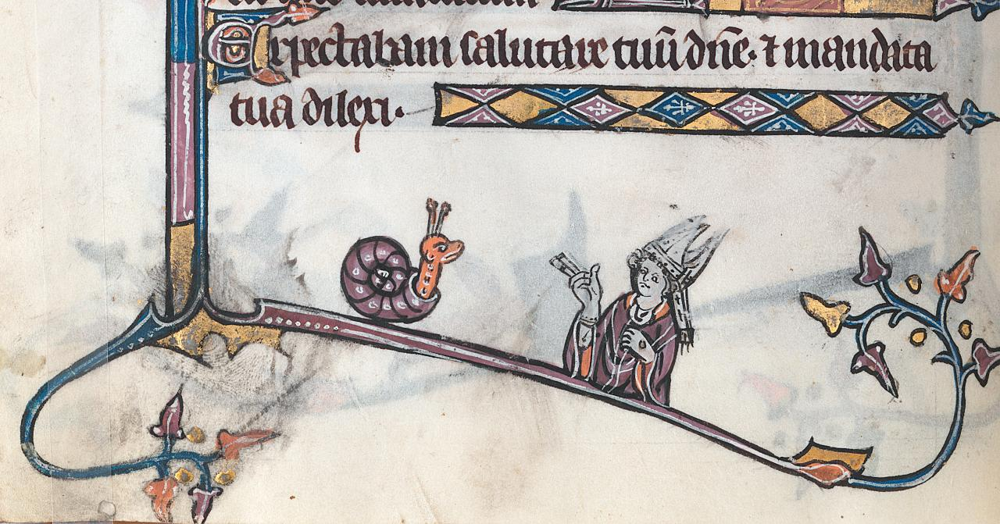 Expectabam salutare tuū dn̄e· ⁊ mandata
tua dilexi·